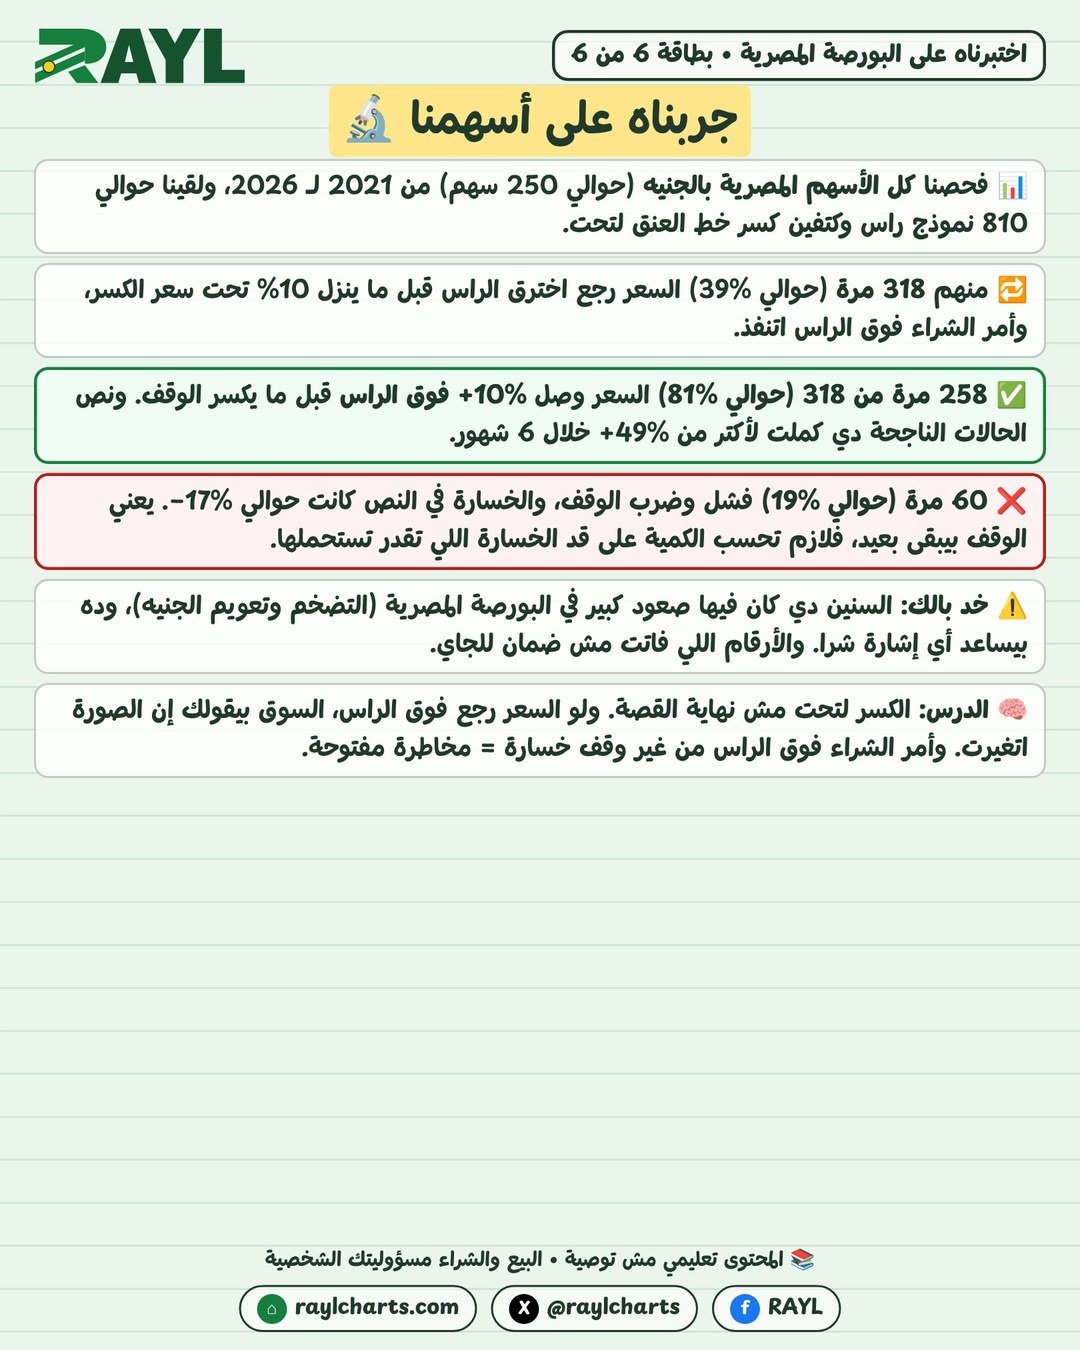 RAYL
اختبرناه على البورصة المصرية • بطاقة 6 من 6
جربناه على أسهمنا 🔬
📊 فحصنا كل الأسهم المصرية بالجنيه (حوالي 250 سهم) من 2021 لـ 2026، ولقينا حوالي
810 نموذج راس وكتفين كسر خط العنق لتحت.
🔁 منهم 318 مرة (حوالي 39%) السعر رجع اخترق الراس قبل ما ينزل 10% تحت سعر الكسر،
وأمر الشراء فوق الراس اتنفذ.
✅ 258 مرة من 318 (حوالي 81%) السعر وصل +10% فوق الراس قبل ما يكسر الوقف. ونص
الحالات الناجحة دي كملت لأكتر من +49% خلال 6 شهور.
❌ 60 مرة (حوالي 19%) فشل وضرب الوقف، والخسارة في النص كانت حوالي −17%. يعني
الوقف بيبقى بعيد، فلازم تحسب الكمية على قد الخسارة اللي تقدر تستحملها.
⚠️ خد بالك: السنين دي كان فيها صعود كبير في البورصة المصرية (التضخم وتعويم الجنيه)، وده
بيساعد أي إشارة شرا. والأرقام اللي فاتت مش ضمان للجاي.
🧠 الدرس: الكسر لتحت مش نهاية القصة. ولو السعر رجع فوق الراس، السوق بيقولك إن الصورة
اتغيرت. وأمر الشراء فوق الراس من غير وقف خسارة = مخاطرة مفتوحة.
📚 المحتوى تعليمي مش توصية • البيع والشراء مسؤوليتك الشخصية
f RAYL
X @raylcharts
raylcharts.com